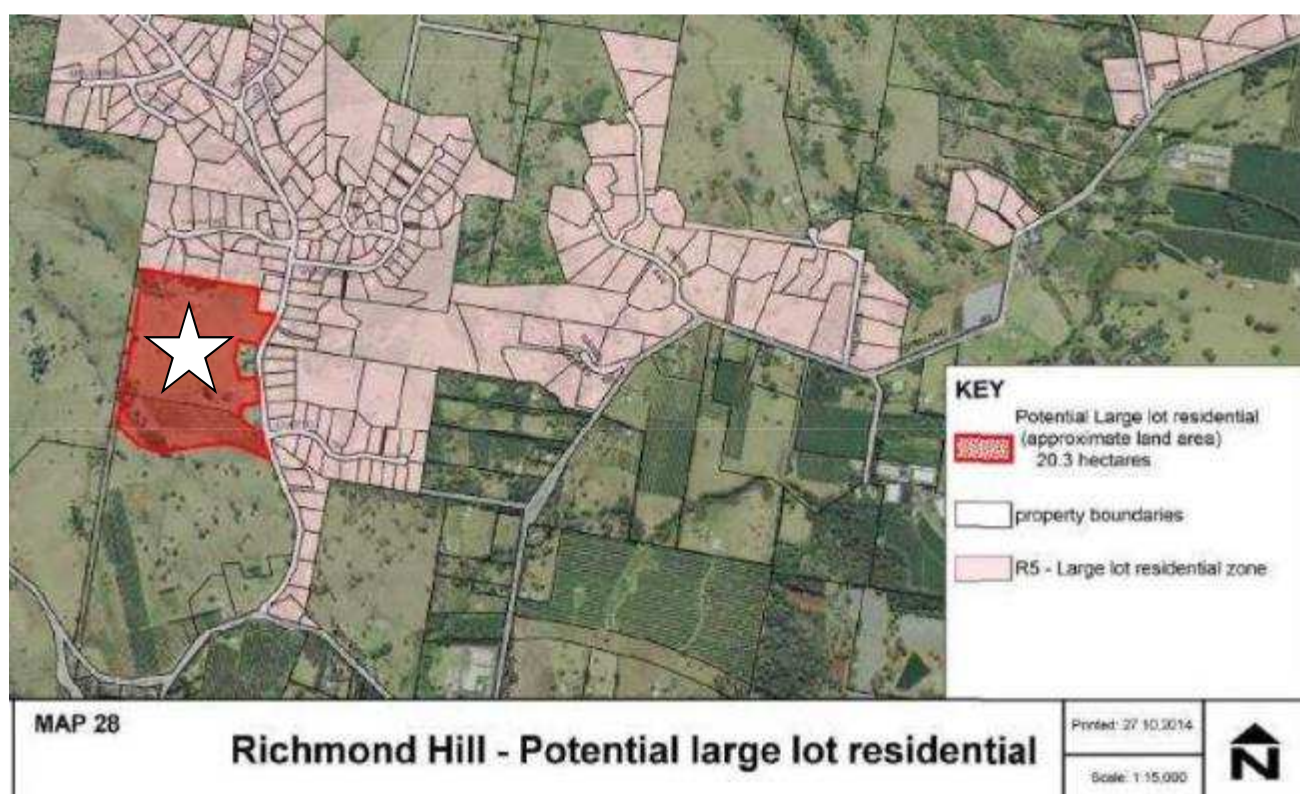 KEY
Potential Large lot residential
(approximate land area)
20.3 hectares
property boundaries
R5 - Large lot residential zone
MAP 28
Richmond Hill - Potential large lot residential
Printed: 27.10.2014
Scale: 1:15,000
N